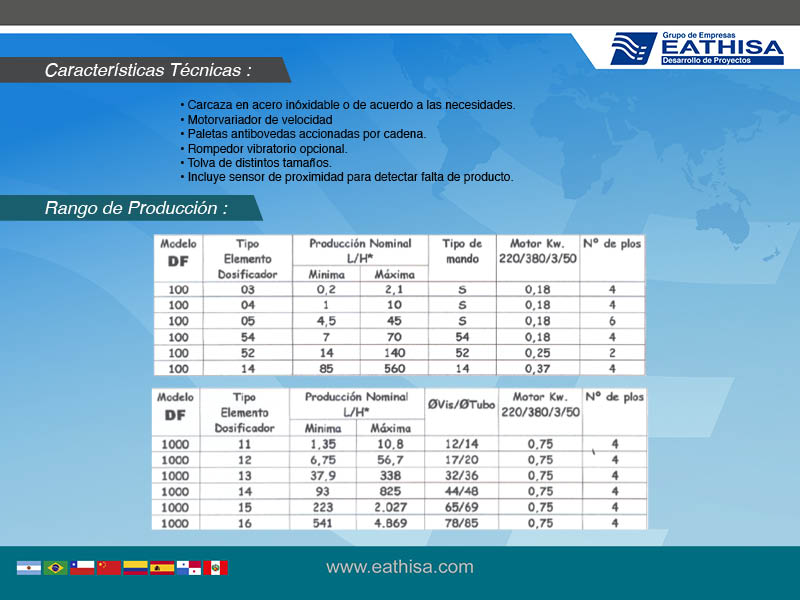 Grupo de Empresas
EATHISA
Desarrollo de Proyectos
Características Técnicas :
• Carcaza en acero inóxidable o de acuerdo a las necesidades.
• Motorvariador de velocidad
• Paletas antibovedas accionadas por cadena.
• Rompedor vibratorio opcional.
• Tolva de distintos tamaños.
• Incluye sensor de proximidad para detectar falta de producto.
Rango de Producción :
Modelo Tipo Producción Nominal Tipo de Motor Kw. Nº de plos
DF Elemento L/H* mando 220/380/3/50
Dosificador Minima Máxima
100 03 0,2 2,1 S 0,18 4
100 04 1 10 S 0,18 4
100 05 4,5 45 S 0,18 6
100 54 7 70 54 0,18 4
100 52 14 140 52 0,25 2
100 14 85 560 14 0,37 4
Modelo Tipo Producción Nominal ØVis/ØTubo Motor Kw. Nº de plos
DF Elemento L/H* 220/380/3/50
Dosificador Minima Máxima
1000 11 1,35 10,8 12/14 0,75 4
1000 12 6,75 56,7 17/20 0,75 4
1000 13 37,9 338 32/36 0,75 4
1000 14 93 825 44/48 0,75 4
1000 15 223 2.027 65/69 0,75 4
1000 16 541 4.869 78/85 0,75 4
www.eathisa.com